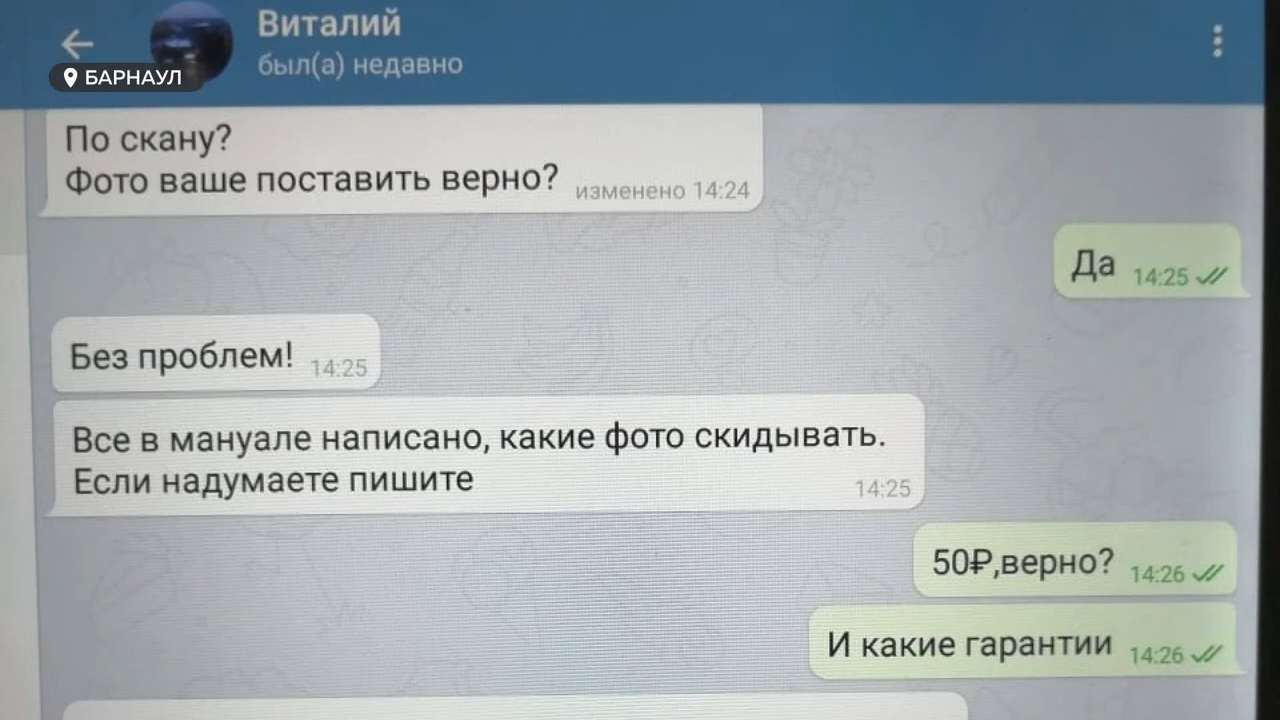 Виталий
был(а) недавно
БАРНАУЛ
По скану?
Фото ваше поставить верно?
изменено 14:24
Да 14:25
Без проблем! 14:25
Все в мануале написано, какие фото скидывать.
Если надумаете пишите
14:25
50₽,верно? 14:26
И какие гарантии 14:26